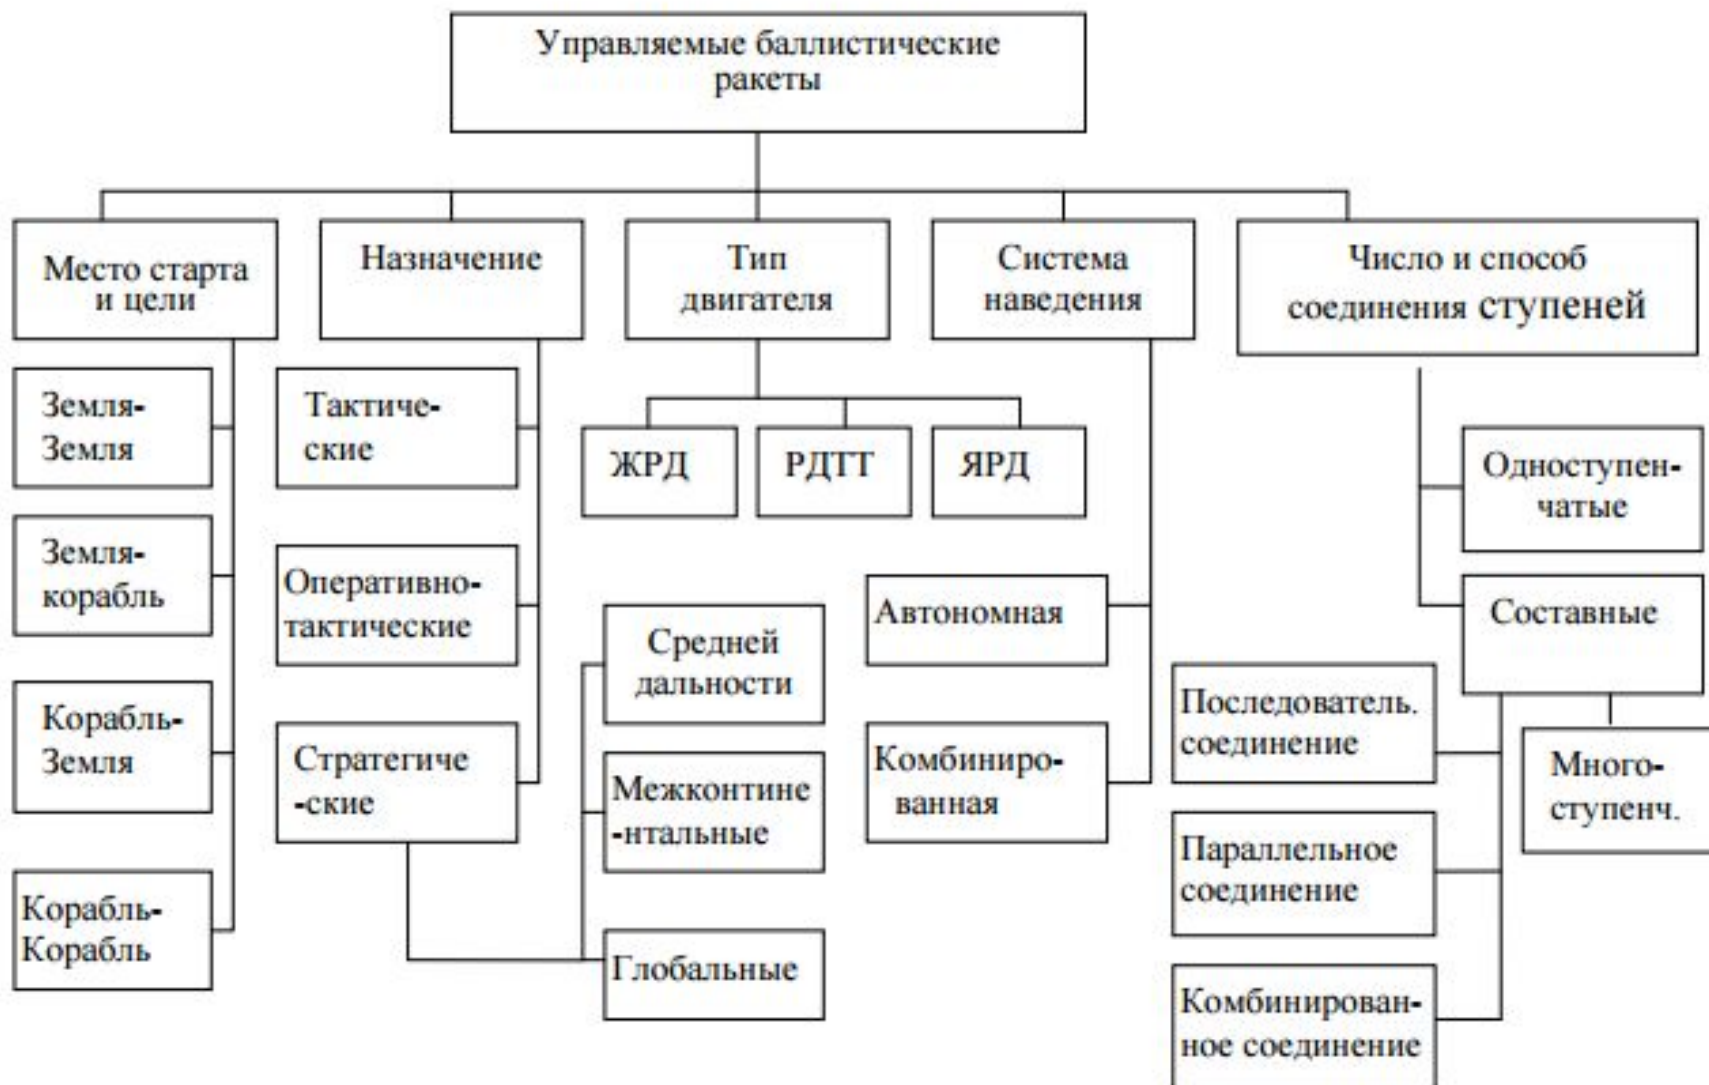 Управляемые баллистические
ракеты
Место старта
и цели
Назначение
Тип
двигателя
Система
наведения
Число и способ
соединения ступеней
Земля-
Земля
Земля-
корабль
Корабль-
Земля
Корабль-
Корабль
Тактиче-
ские
Оперативно-
тактические
Стратегиче
-ские
Средней
дальности
Межконтине
-нтальные
Глобальные
ЖРД
РДТТ
ЯРД
Автономная
Комбиниро-
ванная
Одноступен-
чатые
Составные
Последователь.
соединение
Параллельное
соединение
Комбинирован-
ное соединение
Много-
ступенч.